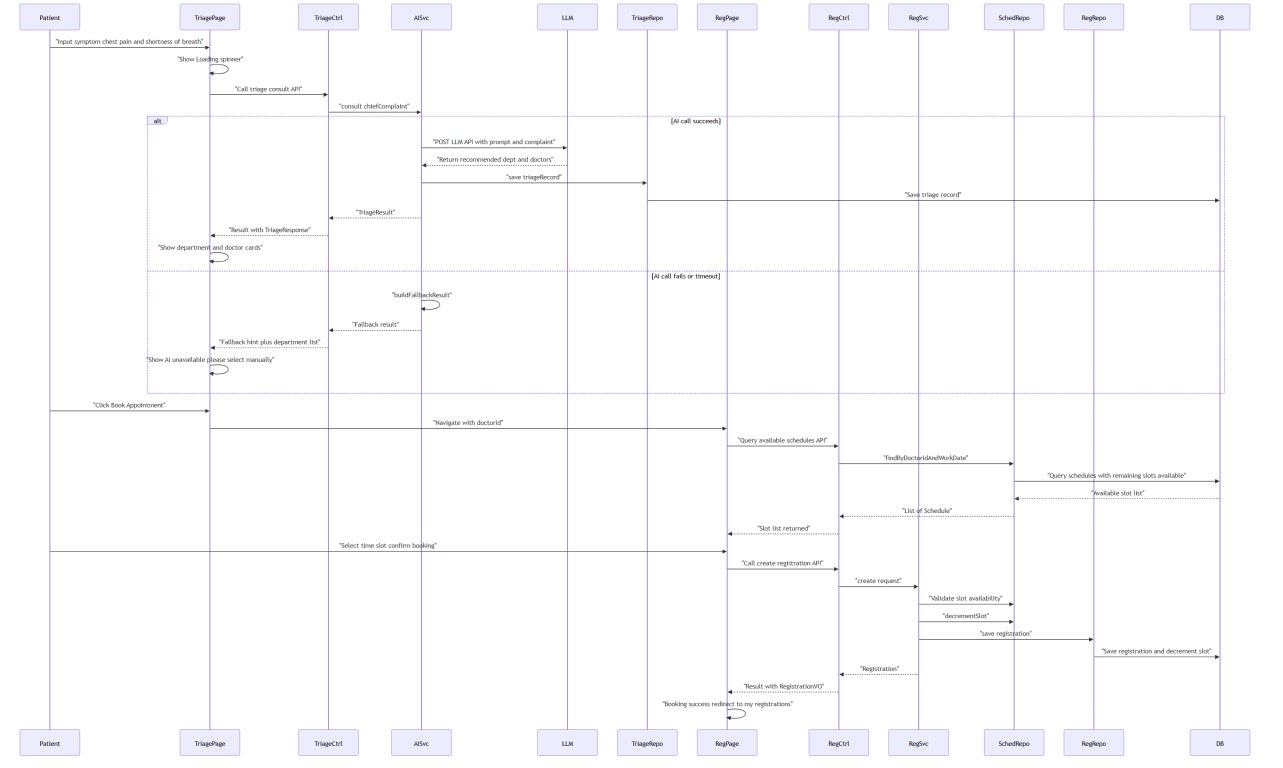 Patient
TriagePage
TriageCtrl
AISvc
LLM
TriageRepo
RegPage
RegCtrl
RegSvc
SchedRepo
RegRepo
DB
"Input symptom chest pain and shortness of breath"
"Show Loading spinner"
"Call triage consult API"
"consult chiefComplaint"
alt
[AI call succeeds]
"POST LLM API with prompt and complaint"
"Return recommended dept and doctors"
"save triageRecord"
"Save triage record"
"TriageResult"
"Result with TriageResponse"
"Show department and doctor cards"
[AI call fails or timeout]
"buildFallbackResult"
"Fallback result"
"Fallback hint plus department list"
"Show AI unavailable please select manually"
"Click Book Appointment"
"Navigate with doctorId"
"Query available schedules API"
"findByDoctorIdAndWorkDate"
"Query schedules with remaining slots available"
"Available slot list"
"List of Schedule"
"Slot list returned"
"Select time slot confirm booking"
"Call create registration API"
"create request"
"Validate slot availability"
"decrementSlot"
"save registration"
"Save registration and decrement slot"
"Registration"
"Result with RegistrationVO"
"Booking success redirect to my registrations"
Patient
TriagePage
TriageCtrl
AISvc
LLM
TriageRepo
RegPage
RegCtrl
RegSvc
SchedRepo
RegRepo
DB